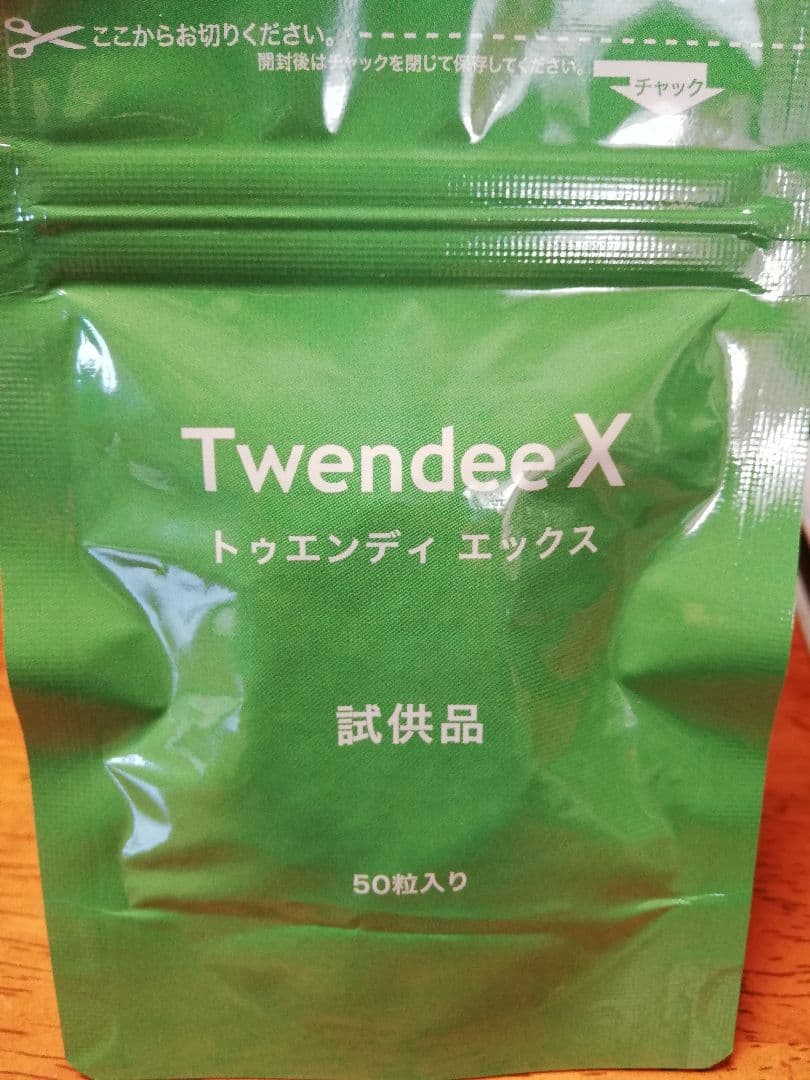 ここからお切りください。
開封後はチャックを閉じて保存してください。
チャック
Twendee X
トゥエンディ エックス
試供品
50粒入り